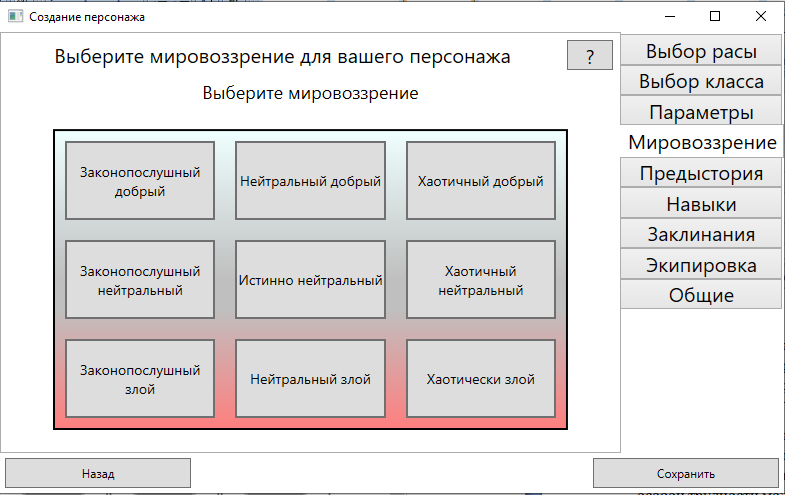 Создание персонажа
Выберите мировоззрение для вашего персонажа
?
Выберите мировоззрение
Законопослушный
добрый
Нейтральный добрый
Хаотичный добрый
Законопослушный
нейтральный
Истинно нейтральный
Хаотичный
нейтральный
Законопослушный
злой
Нейтральный злой
Хаотически злой
Выбор расы
Выбор класса
Параметры
Мировоззрение
Предыстория
Навыки
Заклинания
Экипировка
Общие
Назад
Сохранить